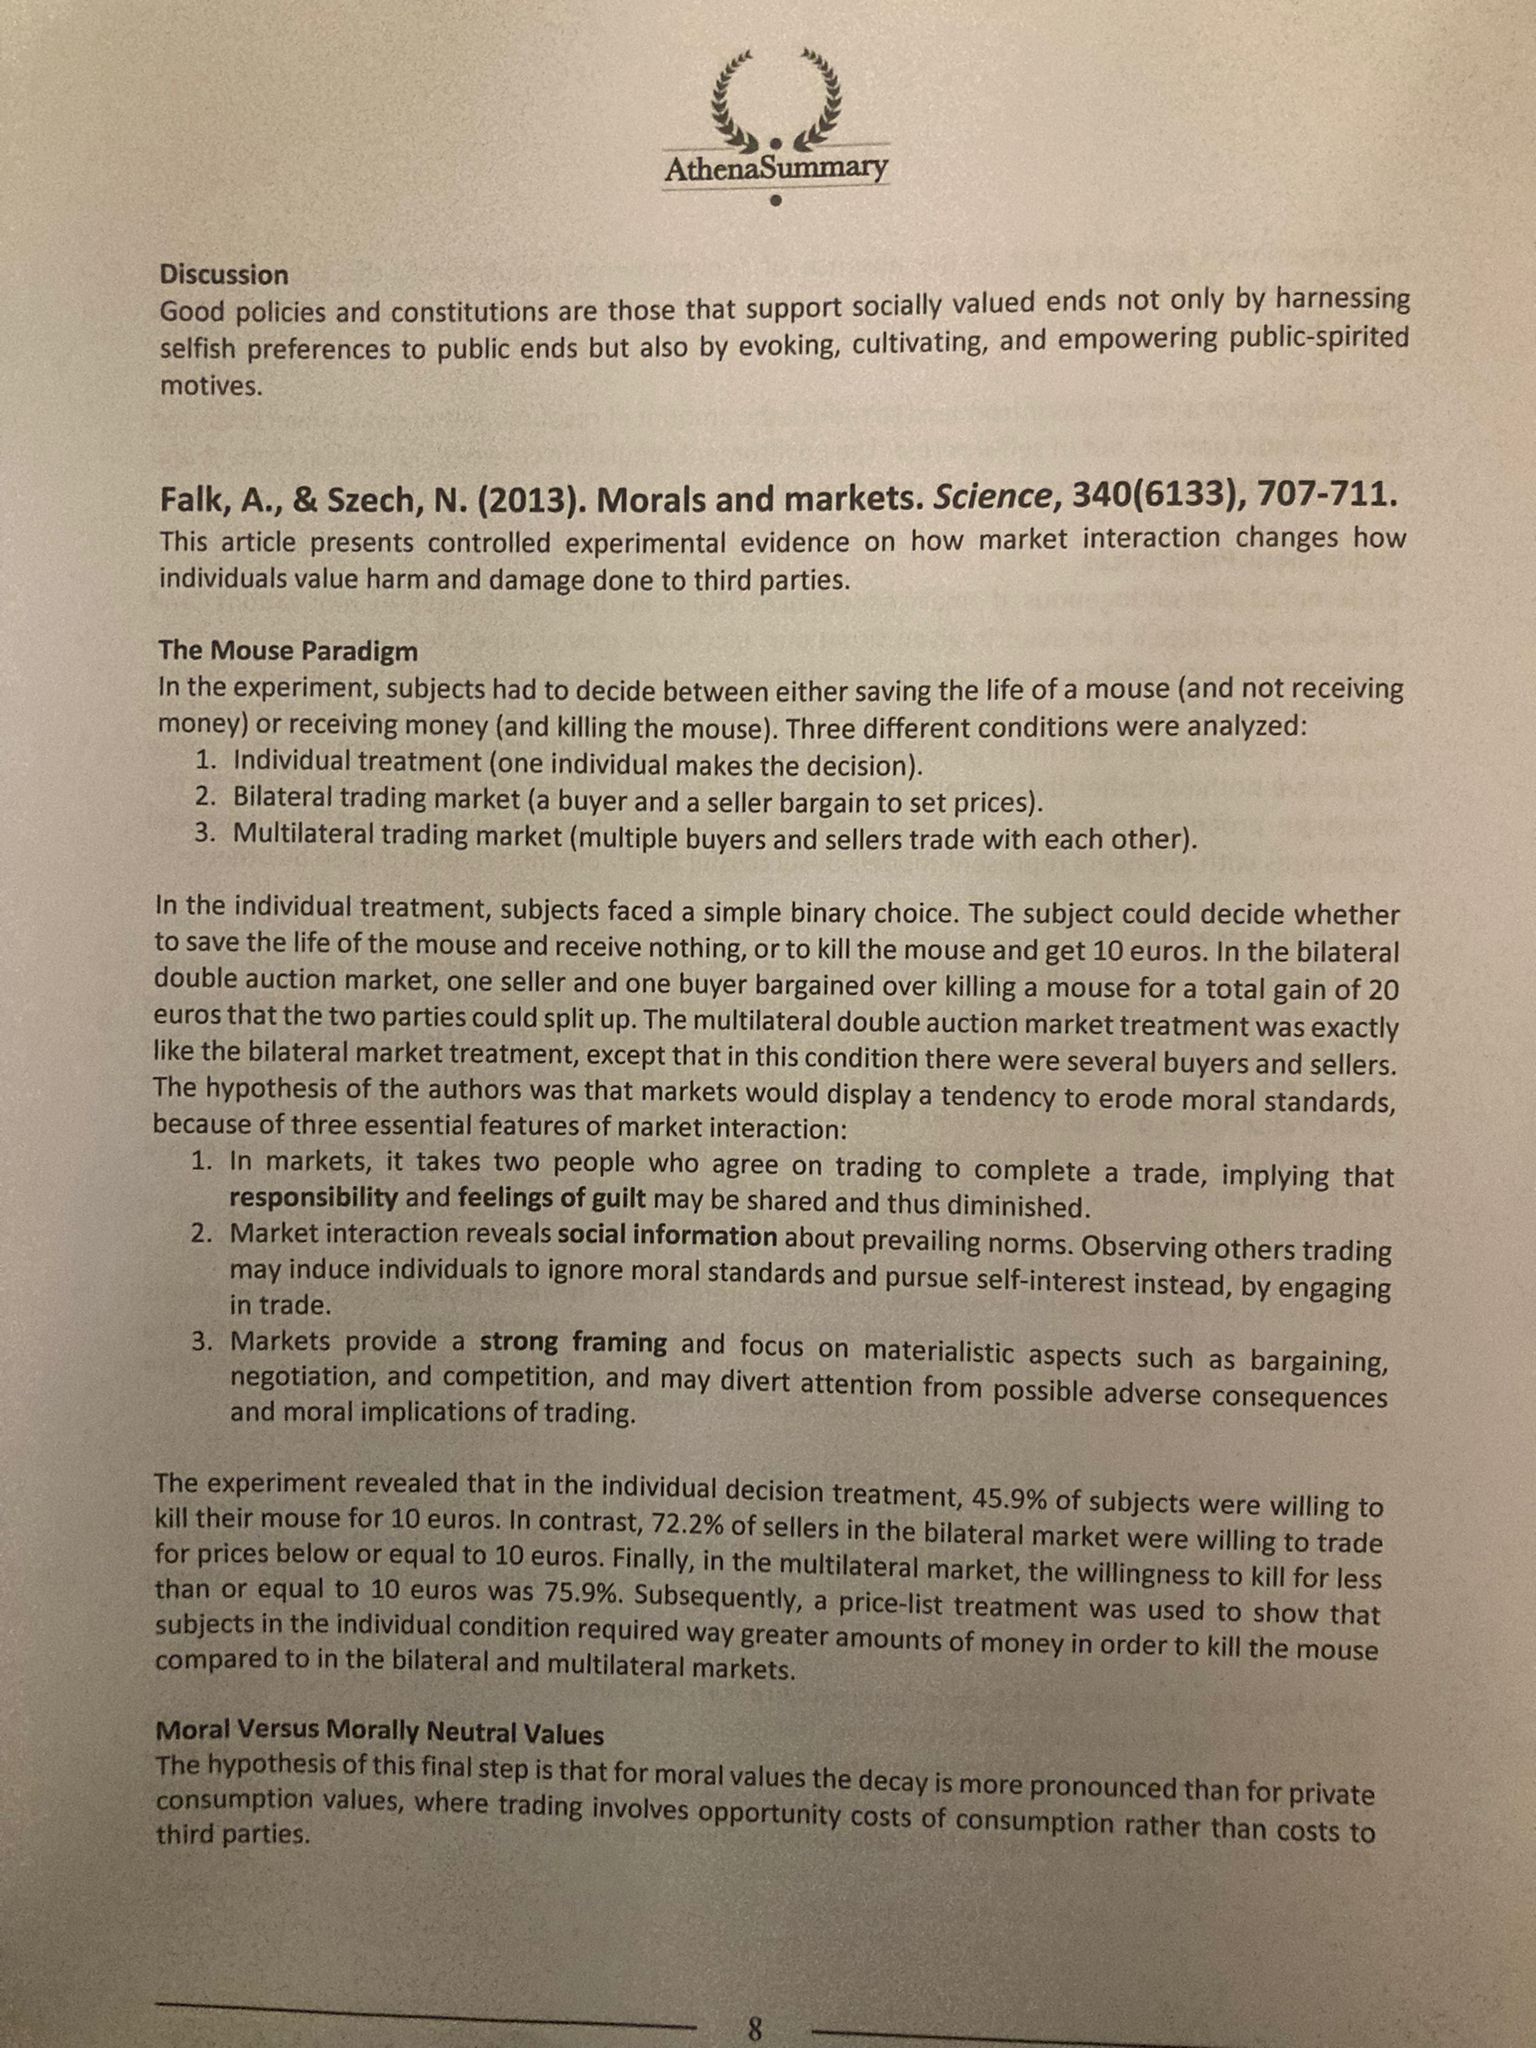 AthenaSummary
Discussion
Good policies and constitutions are those that support socially valued ends not only by harnessing
selfish preferences to public ends but also by evoking, cultivating, and empowering public-spirited
motives.
Falk, A., & Szech, N. (2013). Morals and markets. Science, 340(6133), 707-711.
This article presents controlled experimental evidence on how market interaction changes how
individuals value harm and damage done to third parties.
The Mouse Paradigm
In the experiment, subjects had to decide between either saving the life of a mouse (and not receiving
money) or receiving money (and killing the mouse). Three different conditions were analyzed:
1. Individual treatment (one individual makes the decision).
2. Bilateral trading market (a buyer and a seller bargain to set prices).
3. Multilateral trading market (multiple buyers and sellers trade with each other).
In the individual treatment, subjects faced a simple binary choice. The subject could decide whether
to save the life of the mouse and receive nothing, or to kill the mouse and get 10 euros. In the bilateral
double auction market, one seller and one buyer bargained over killing a mouse for a total gain of 20
euros that the two parties could split up. The multilateral double auction market treatment was exactly
like the bilateral market treatment, except that in this condition there were several buyers and sellers.
The hypothesis of the authors was that markets would display a tendency to erode moral standards,
because of three essential features of market interaction:
1. In markets, it takes two people who agree on trading to complete a trade, implying that
responsibility and feelings of guilt may be shared and thus diminished.
2. Market interaction reveals social information about prevailing norms. Observing others trading
may induce individuals to ignore moral standards and pursue self-interest instead, by engaging
in trade.
3. Markets provide a strong framing and focus on materialistic aspects such as bargaining,
negotiation, and competition, and may divert attention from possible adverse consequences
and moral implications of trading.
The experiment revealed that in the individual decision treatment, 45.9% of subjects were willing to
kill their mouse for 10 euros. In contrast, 72.2% of sellers in the bilateral market were willing to trade
for prices below or equal to 10 euros. Finally, in the multilateral market, the willingness to kill for less
than or equal to 10 euros was 75.9%. Subsequently, a price-list treatment was used to show that
subjects in the individual condition required way greater amounts of money in order to kill the mouse
compared to in the bilateral and multilateral markets.
Moral Versus Morally Neutral Values
The hypothesis of this final step is that for moral values the decay is more pronounced than for private
consumption values, where trading involves opportunity costs of consumption rather than costs to
third parties.
8